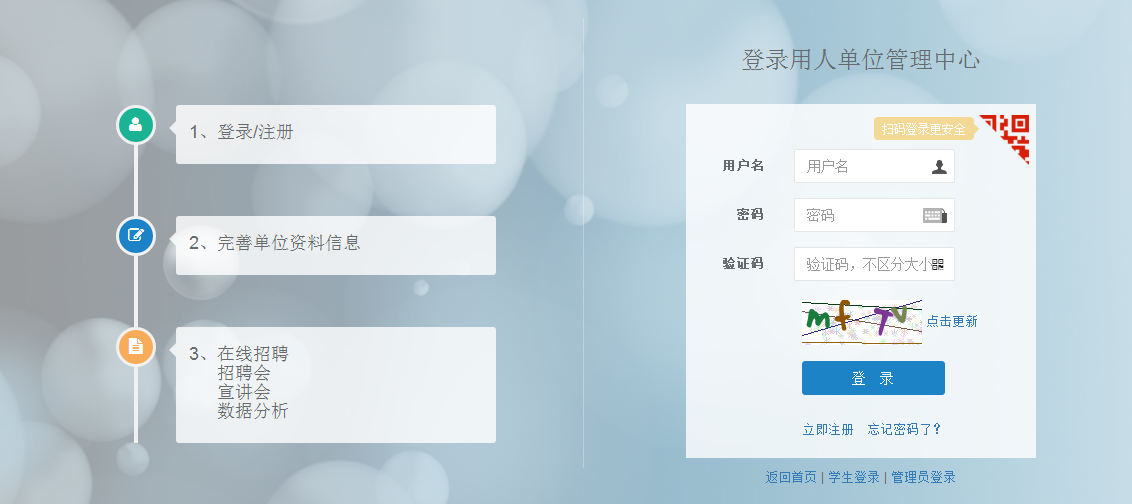 1、登录/注册
2、完善单位资料信息
3、在线招聘
招聘会
宣讲会
数据分析
登录用人单位管理中心
扫码登录更安全
用户名 用户名
密码 密码
验证码 验证码，不区分大小
mfTv 点击更新
登 录
立即注册 忘记密码了?
返回首页 | 学生登录 | 管理员登录